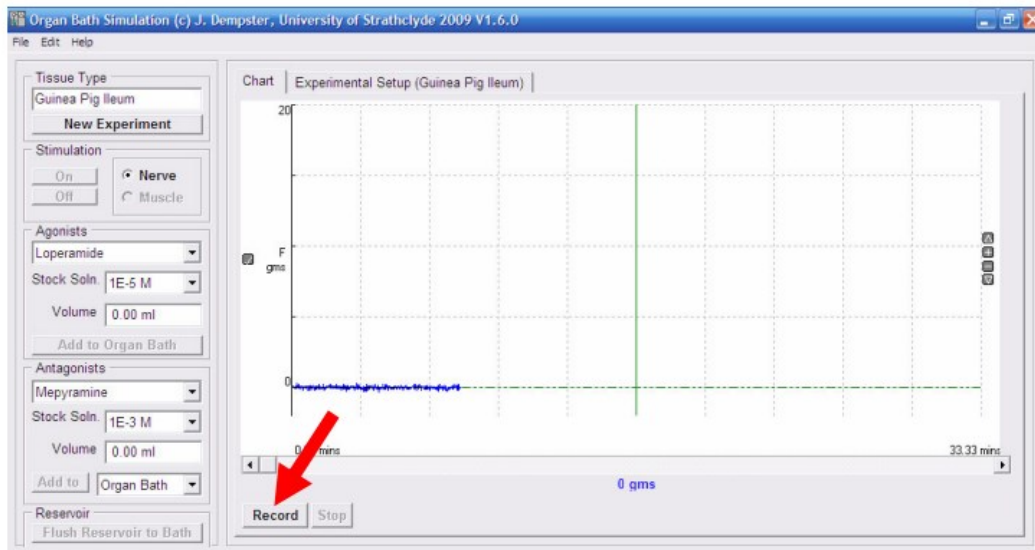 Organ Bath Simulation (c) J. Dempster, University of Strathclyde 2009 V1.6.0
File Edit Help
Tissue Type
Guinea Pig Ileum
New Experiment
Stimulation
On
Off
Nerve
Muscle
Agonists
Loperamide
Stock Soln. 1E-5 M
Volume 0.00 ml
Add to Organ Bath
Antagonists
Mepyramine
Stock Soln. 1E-3 M
Volume 0.00 ml
Add to Organ Bath
Reservoir
Flush Reservoir to Bath
Chart Experimental Setup (Guinea Pig Ileum)
20
F
gms
0
mins 33.33 mins
0 gms
Record Stop